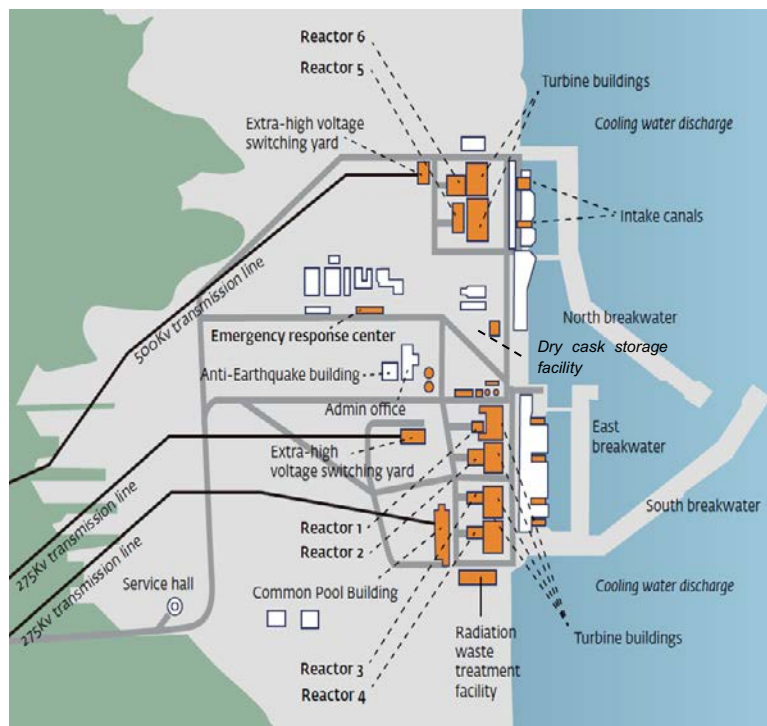 Reactor 6
Reactor 5
Turbine buildings
Extra-high voltage
switching yard
Cooling water discharge
Intake canals
500Kv transmission line
North breakwater
Emergency response center
Dry cask storage
facility
Anti-Earthquake building
Admin office
East
breakwater
Extra-high
voltage switching yard
South breakwater
275Kv transmission line
Reactor 1
Reactor 2
275Kv transmission line
Service hall
Common Pool Building
Cooling water discharge
Radiation
waste
treatment
facility
Turbine buildings
Reactor 3
Reactor 4